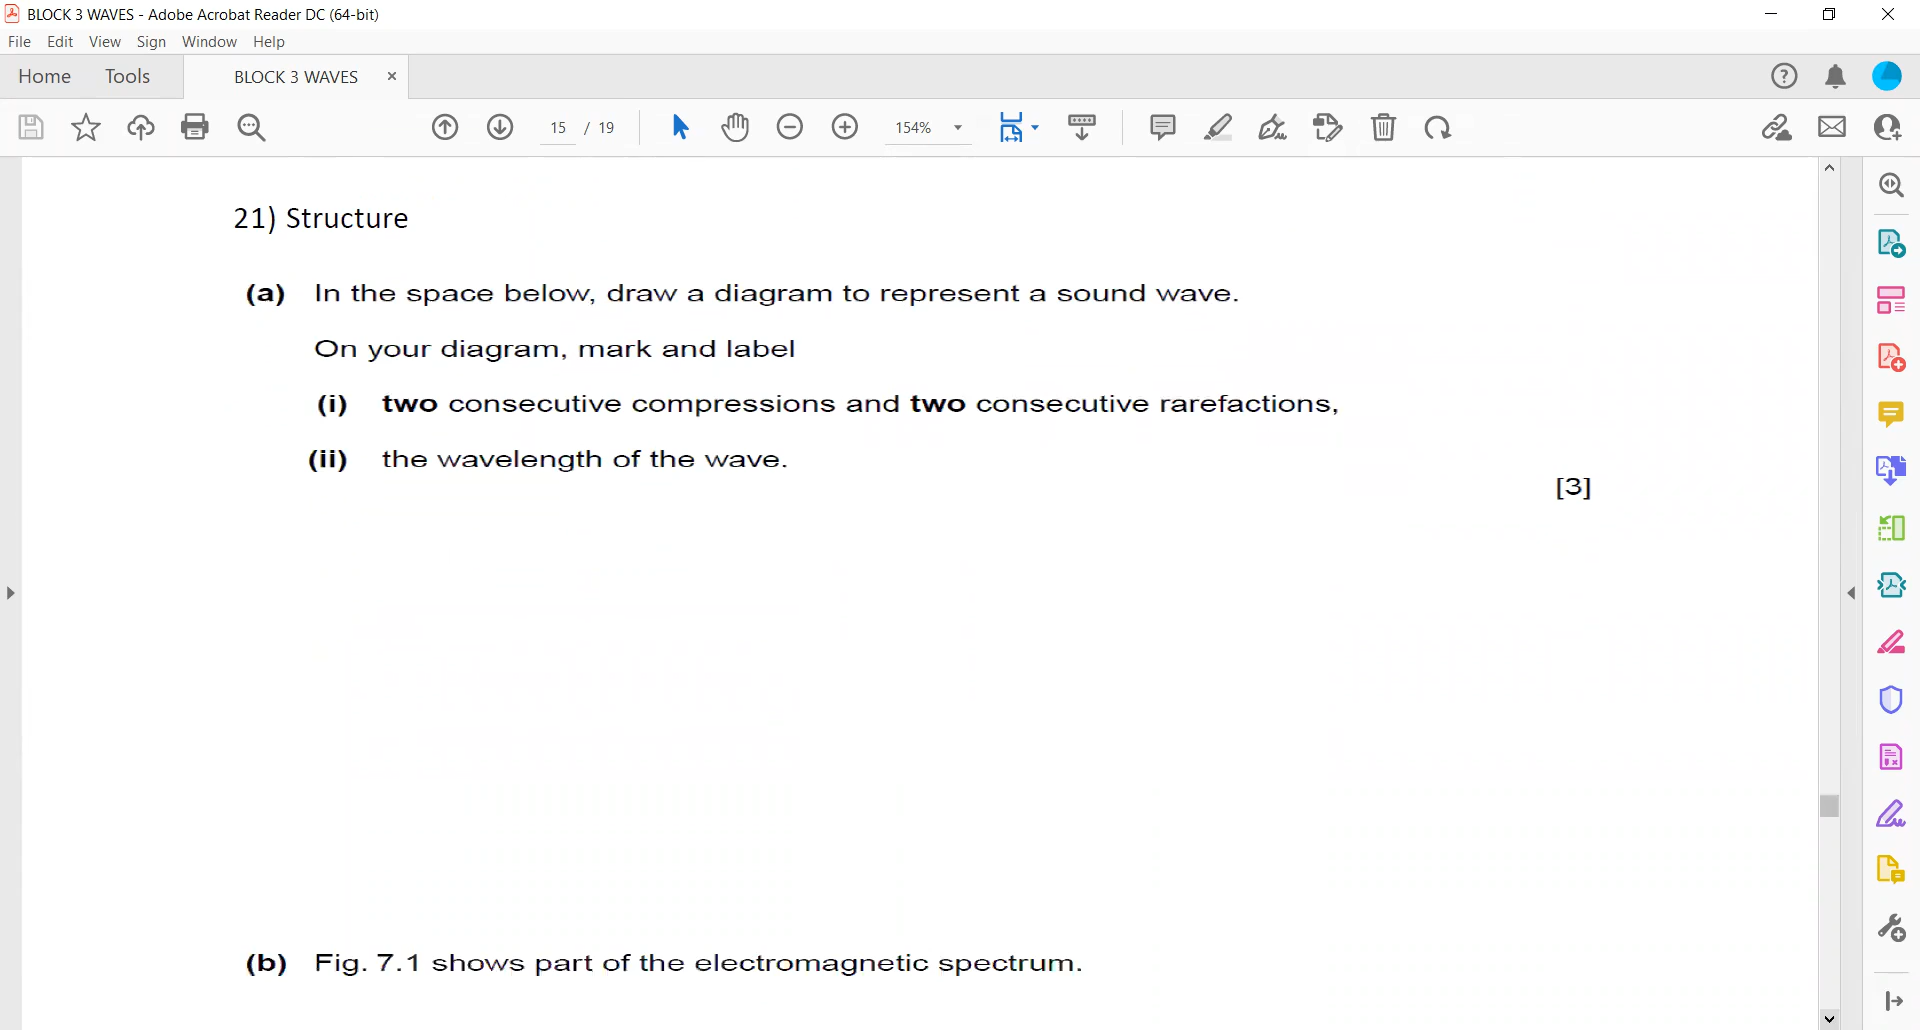 BLOCK 3 WAVES - Adobe Acrobat Reader DC (64-bit)
File Edit View Sign Window Help
Home Tools BLOCK 3 WAVES
15 / 19 154%
21) Structure
(a) In the space below, draw a diagram to represent a sound wave.
On your diagram, mark and label
(i) two consecutive compressions and two consecutive rarefactions,
(ii) the wavelength of the wave.
[3]
(b) Fig. 7.1 shows part of the electromagnetic spectrum.